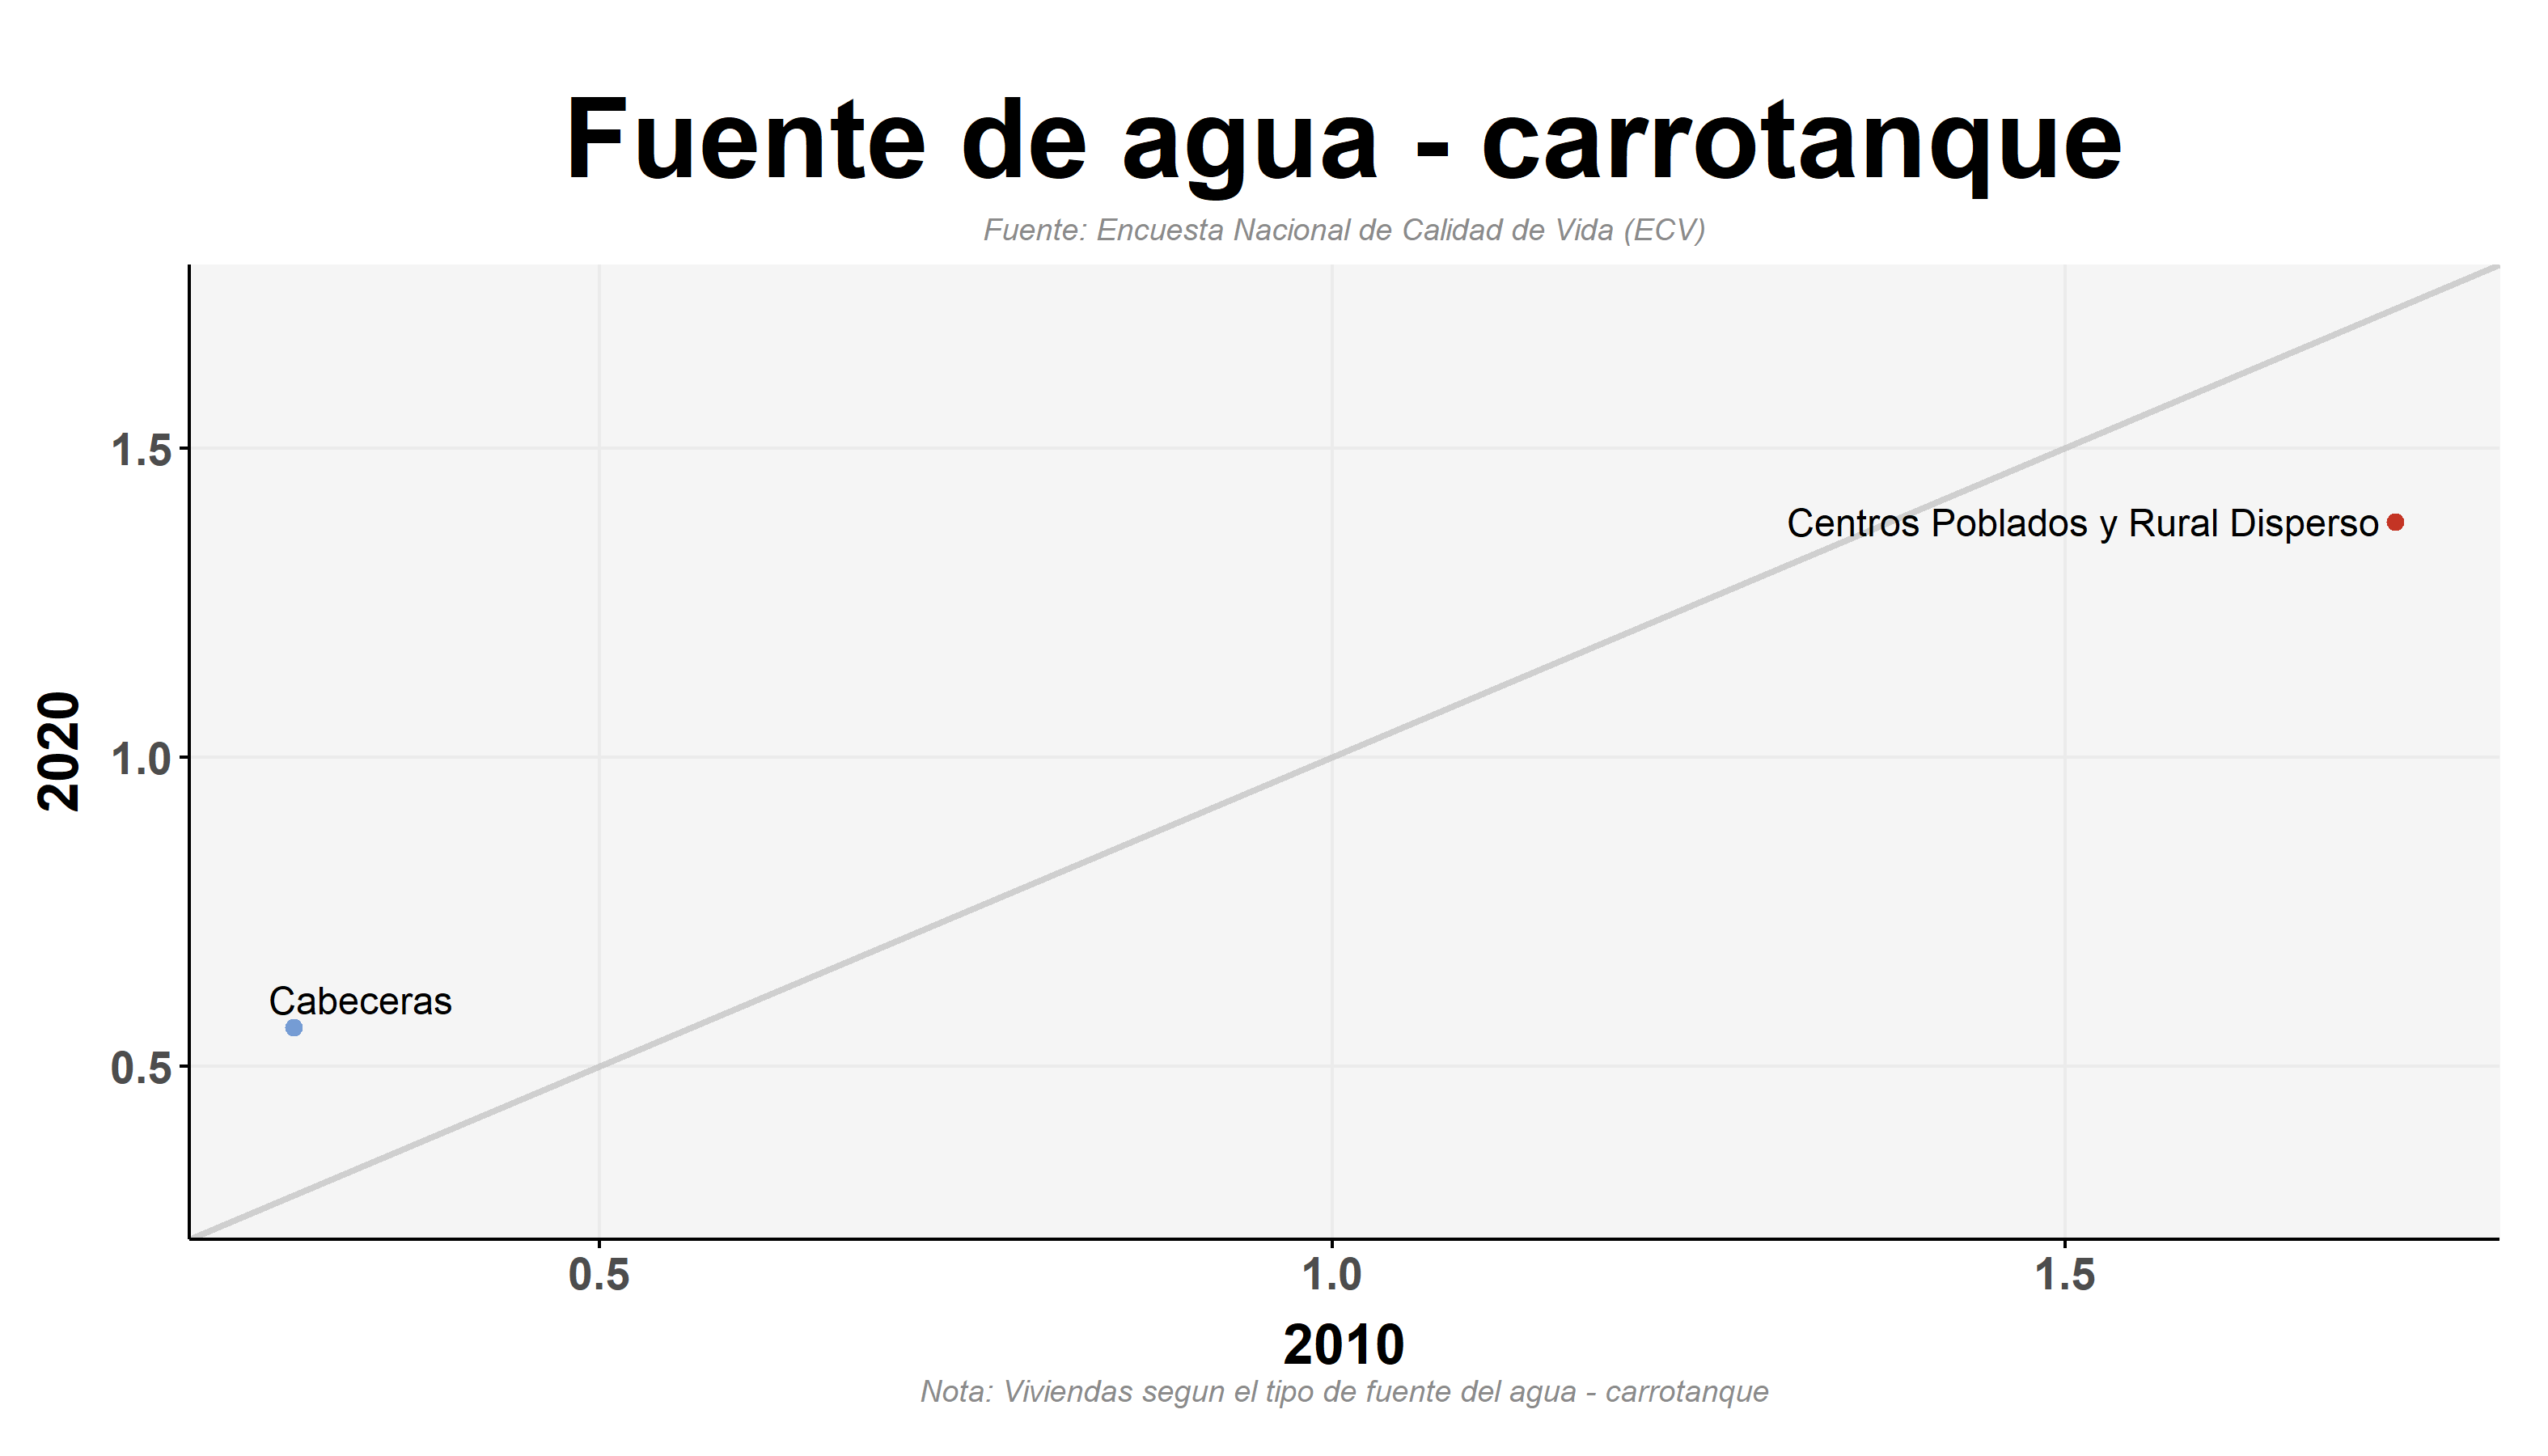 Fuente de agua - carrotanque
Fuente: Encuesta Nacional de Calidad de Vida (ECV)
1.5
Centros Poblados y Rural Disperso
2020
1.0
Cabeceras
0.5
0.5 1.0 1.5
2010
Nota: Viviendas segun el tipo de fuente del agua - carrotanque